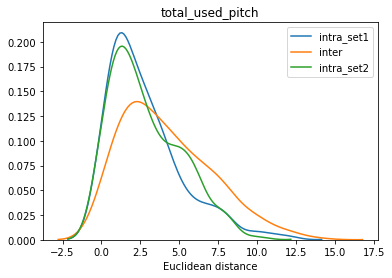 total_used_pitch
intra_set1
inter
intra_set2
0.200
0.175
0.150
0.125
0.100
0.075
0.050
0.025
0.000
−2.5 0.0 2.5 5.0 7.5 10.0 12.5 15.0 17.5
Euclidean distance